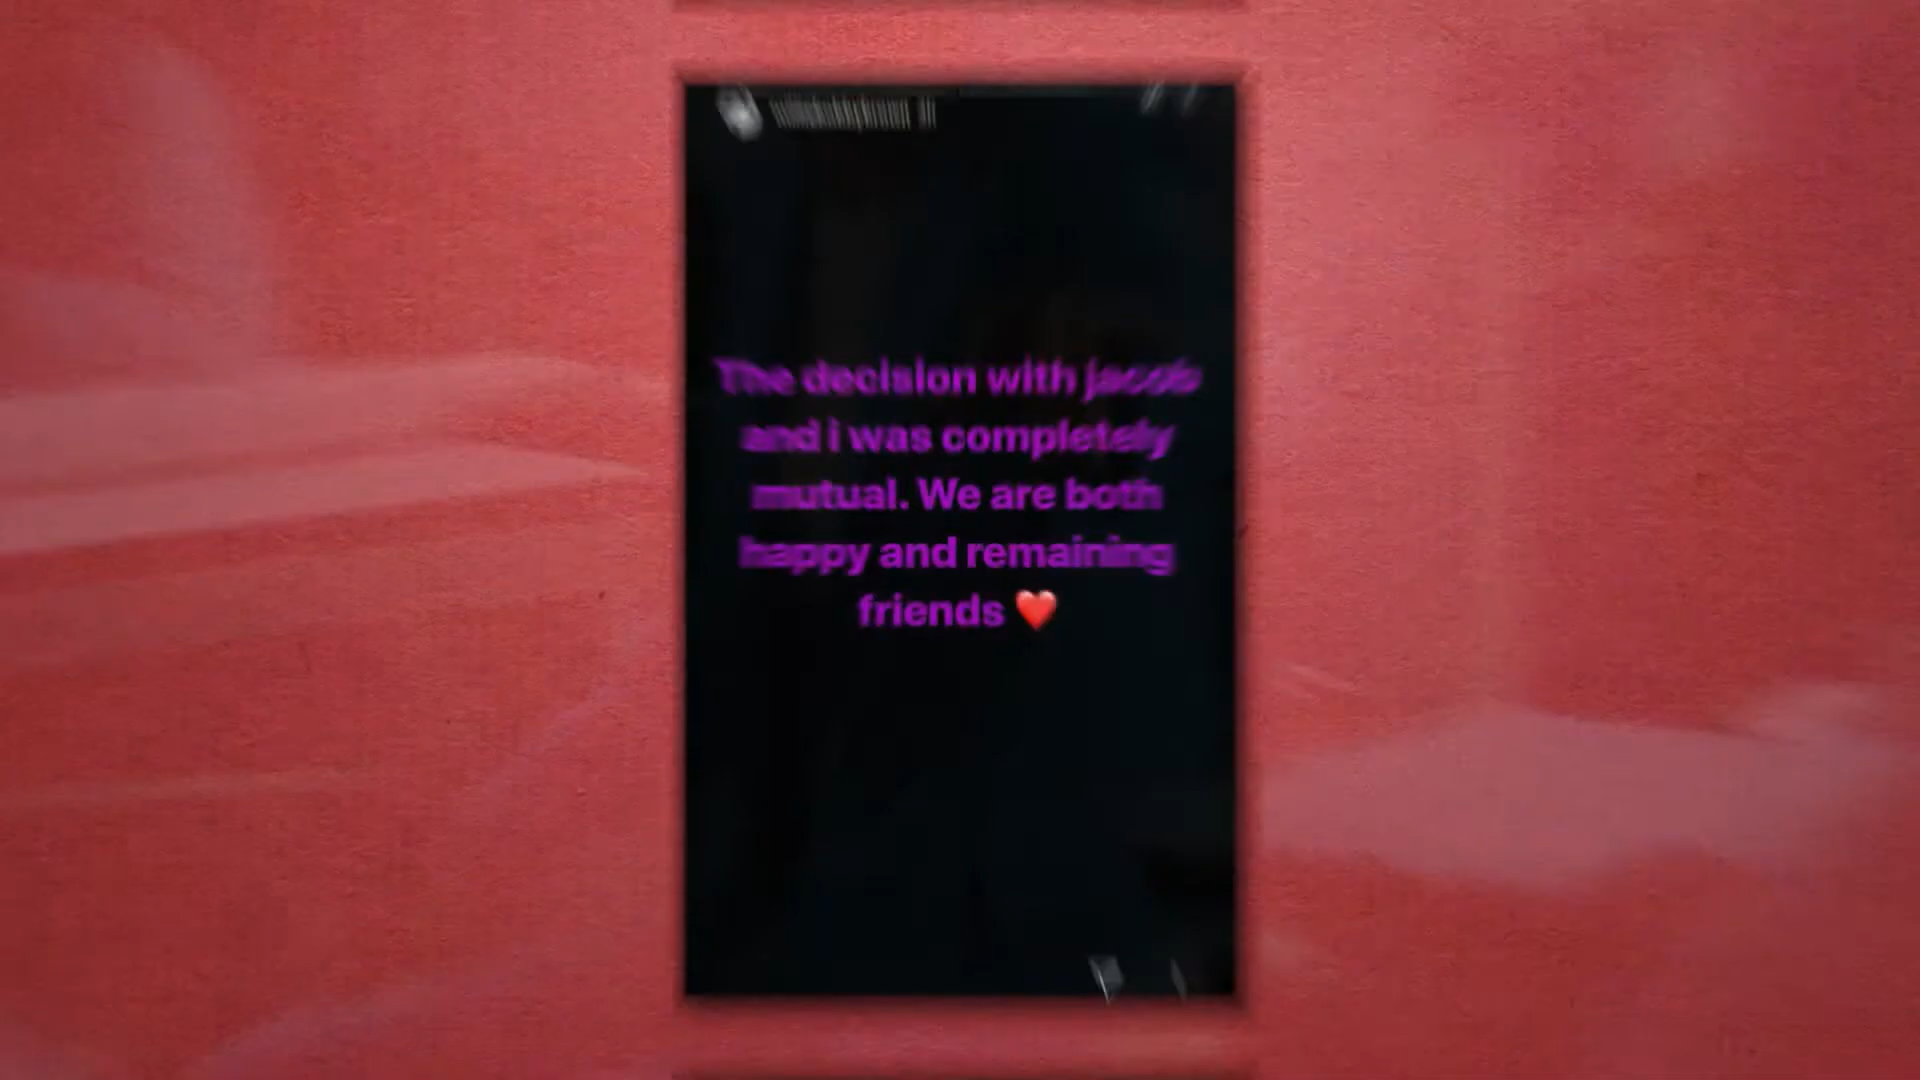 The decision with jacob
and i was completely
mutual. We are both
happy and remaining
friends ❤️